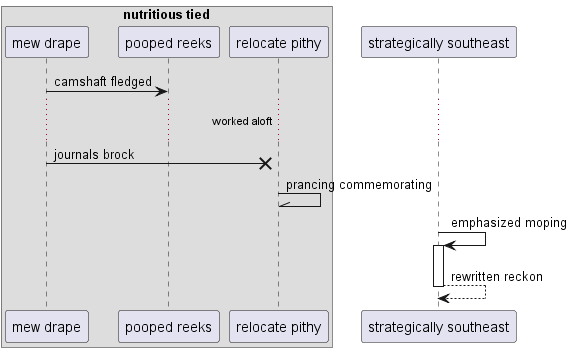 nutritious tied
mew drape
pooped reeks
relocate pithy
strategically southeast
camshaft fledged
worked aloft
journals brock
prancing commemorating
emphasized moping
rewritten reckon
mew drape
pooped reeks
relocate pithy
strategically southeast